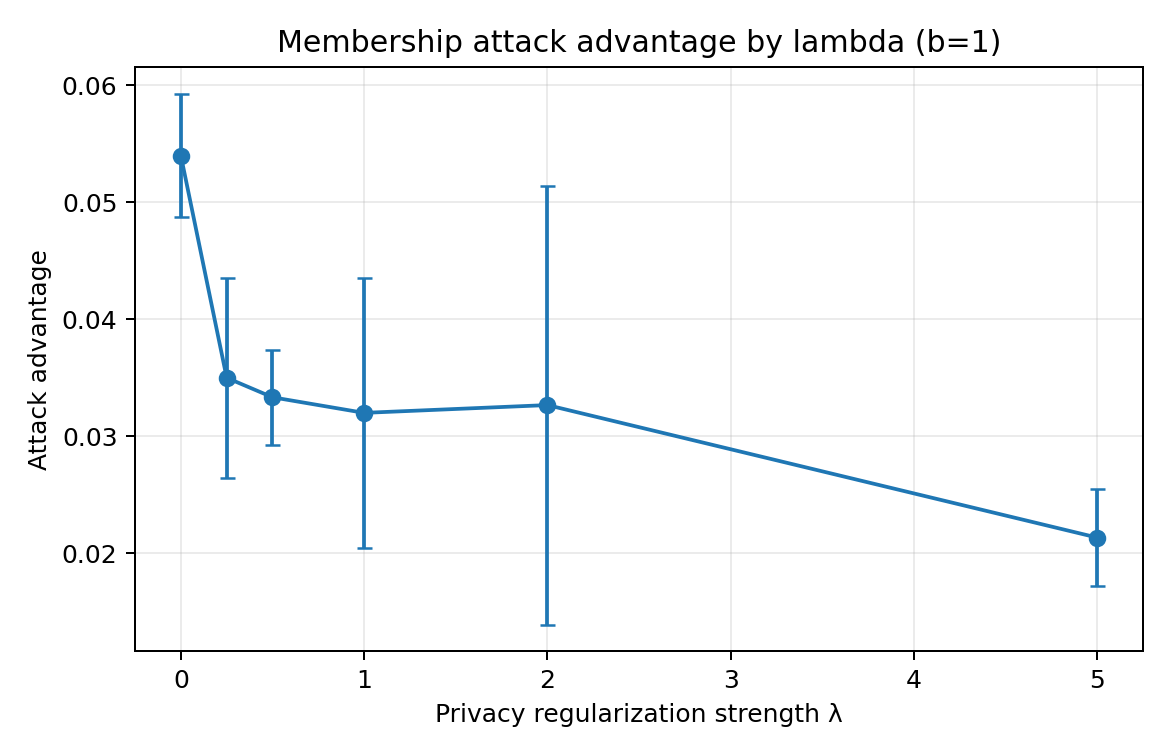 Membership attack advantage by lambda (b=1)
0.06
0.05
0.04
0.03
0.02
Attack advantage
0 1 2 3 4 5
Privacy regularization strength λ